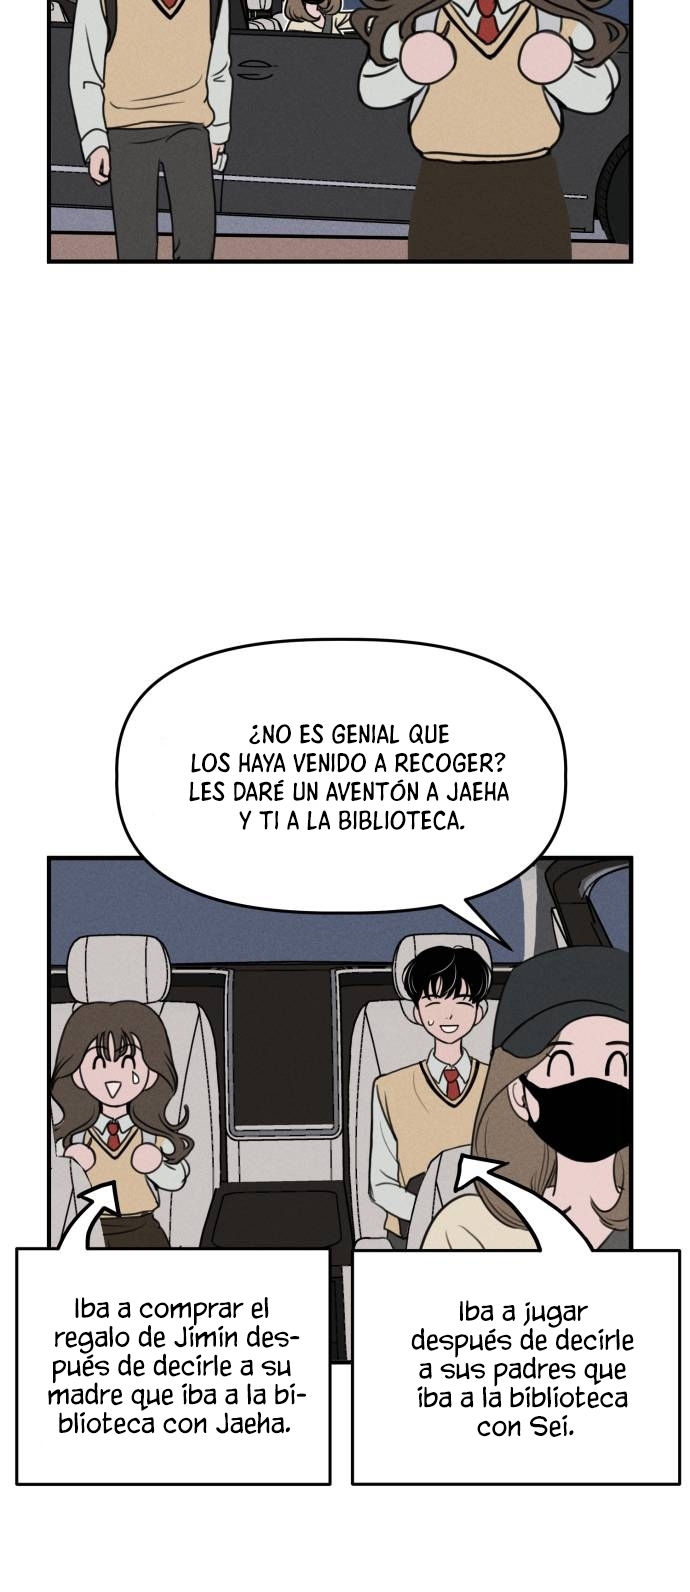 ¿NO ES GENIAL QUE
LOS HAYA VENIDO A RECOGER?
LES DARÉ UN AVENTÓN A JAEHA
Y TI A LA BIBLIOTECA.
Iba a comprar el
regalo de Jimin des-
pués de decirle a su
madre que iba a la bi-
blioteca con Jaeha.
Iba a jugar
después de decirle
a sus padres que
iba a la biblioteca
con Sei.